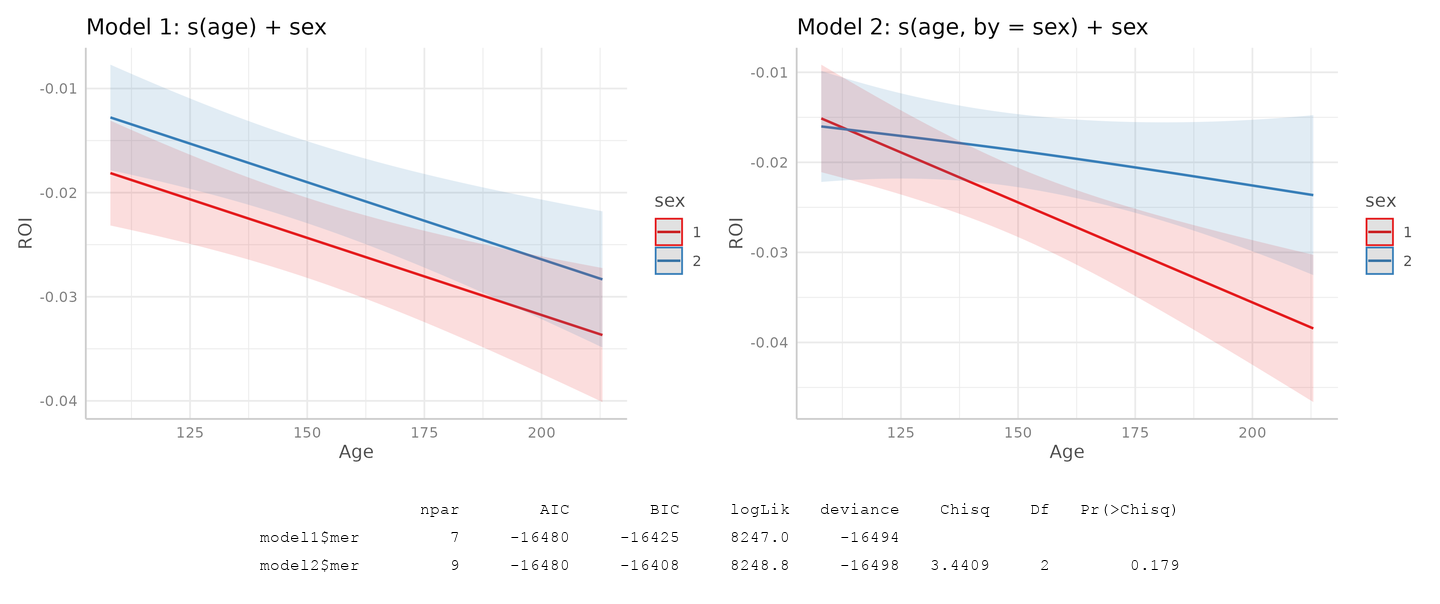 Model 1: s(age) + sex
-0.01
-0.02
-0.03
-0.04
ROI
125 150 175 200
Age
sex
1
2
Model 2: s(age, by = sex) + sex
-0.01
-0.02
-0.03
-0.04
ROI
125 150 175 200
Age
sex
1
2
npar AIC BIC logLik deviance Chisq Df Pr(>Chisq)
model1$mer 7 -16480 -16425 8247.0 -16494
model2$mer 9 -16480 -16408 8248.8 -16498 3.4409 2 0.179